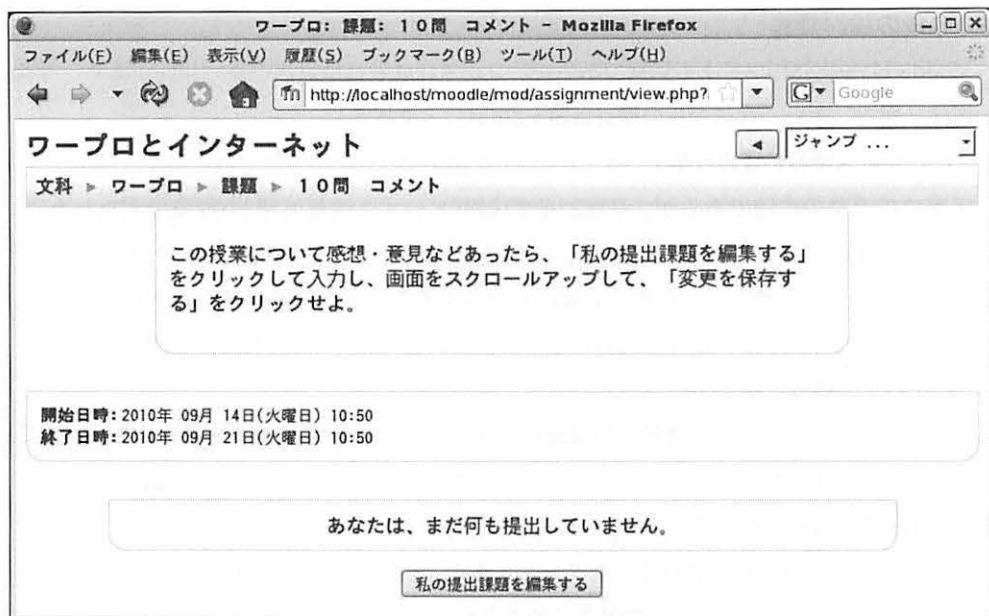 ワープロ: 課題: １０問　コメント - Mozilla Firefox
ファイル(F) 編集(E) 表示(V) 履歴(S) ブックマーク(B) ツール(T) ヘルプ(H)
http://localhost/moodle/mod/assignment/view.php? Google
ワープロとインターネット ジャンプ ...
文科 ► ワープロ ► 課題 ► １０問　コメント
この授業について感想・意見などあったら、「私の提出課題を編集する」
をクリックして入力し、画面をスクロールアップして、「変更を保存す
る」をクリックせよ。
開始日時: 2010年 09月 14日(火曜日) 10:50
終了日時: 2010年 09月 21日(火曜日) 10:50
あなたは、まだ何も提出していません。
私の提出課題を編集する